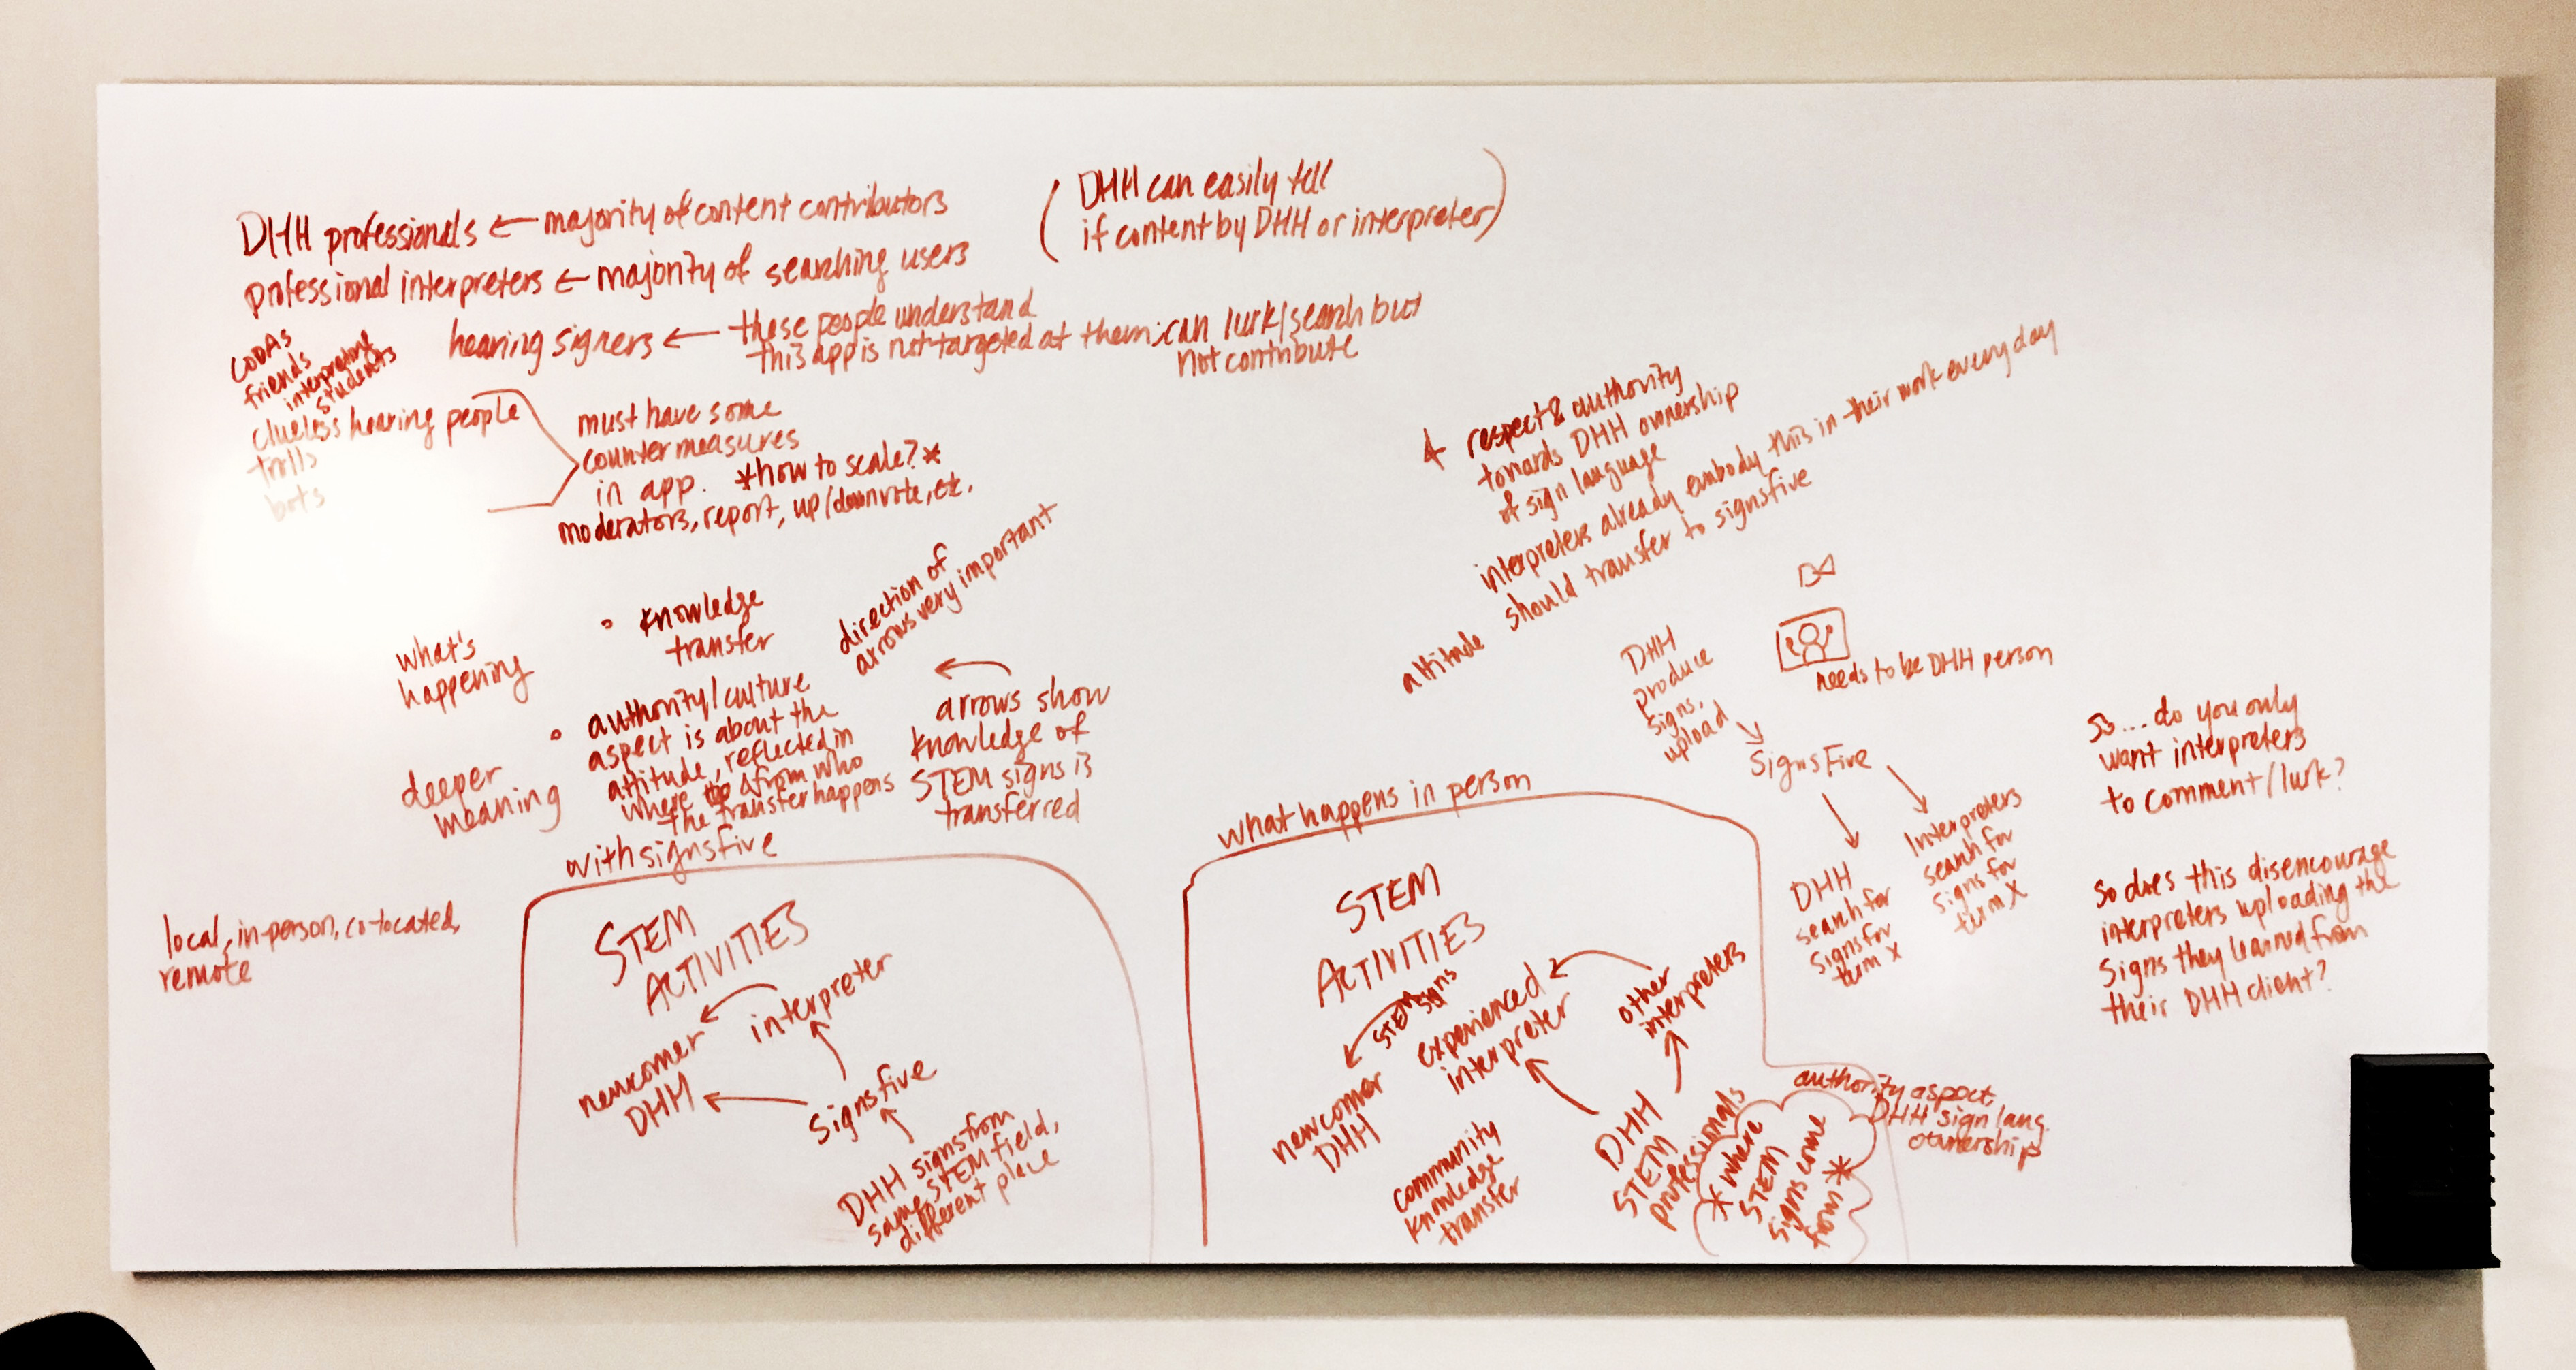 DHH professionals ← majority of content contributors
(DHH can easily tell
if content by DHH or interpreter)
professional interpreters ← majority of searching users
CODAs
friends
interpreting
students
hearing signers ← these people understand
this app is not targeted at them: can lurk/search but
not contribute
clueless hearing people
trolls
bots
must have some
countermeasures
in app. *how to scale?*
moderators, report, up/downvote, etc.
respect & authority
towards DHH ownership
of sign language
interpreters already embody this in their work everyday
attitude should transfer to signsfive
what's
happening
• knowledge
transfer
direction of
arrows very important
deeper
meaning
• authority/culture
aspect is about the
attitude, reflected in
where & from who
the transfer happens
arrows show
knowledge of
STEM signs is
transferred
DHH
produce
signs,
upload
needs to be DHH person
SignsFive
DHH
search for
signs for
term X
Interpreters
search for
signs for
term X
so... do you only
want interpreters
to comment/lurk?
so does this disencourage
interpreters uploading the
signs they learned from
their DHH client?
local, in-person, co-located,
remote
with signsfive
STEM
ACTIVITIES
interpreter
newcomer
DHH
Signsfive
DHH signs from
same STEM field,
different place
what happens in person
STEM
ACTIVITIES
STEM signs
experienced
interpreter
other
interpreters
newcomer
DHH
community
knowledge
transfer
DHH
STEM
professionals
*where
STEM
signs come
from*
authority aspect,
DHH sign lang.
ownership